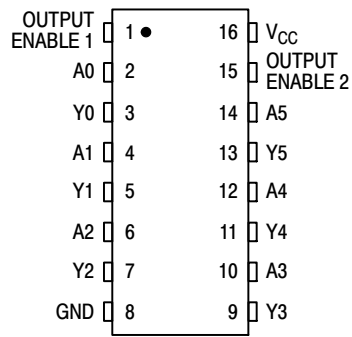 OUTPUT
ENABLE 1 1 16 VCC
A0 2 15 OUTPUT
ENABLE 2
Y0 3 14 A5
A1 4 13 Y5
Y1 5 12 A4
A2 6 11 Y4
Y2 7 10 A3
GND 8 9 Y3